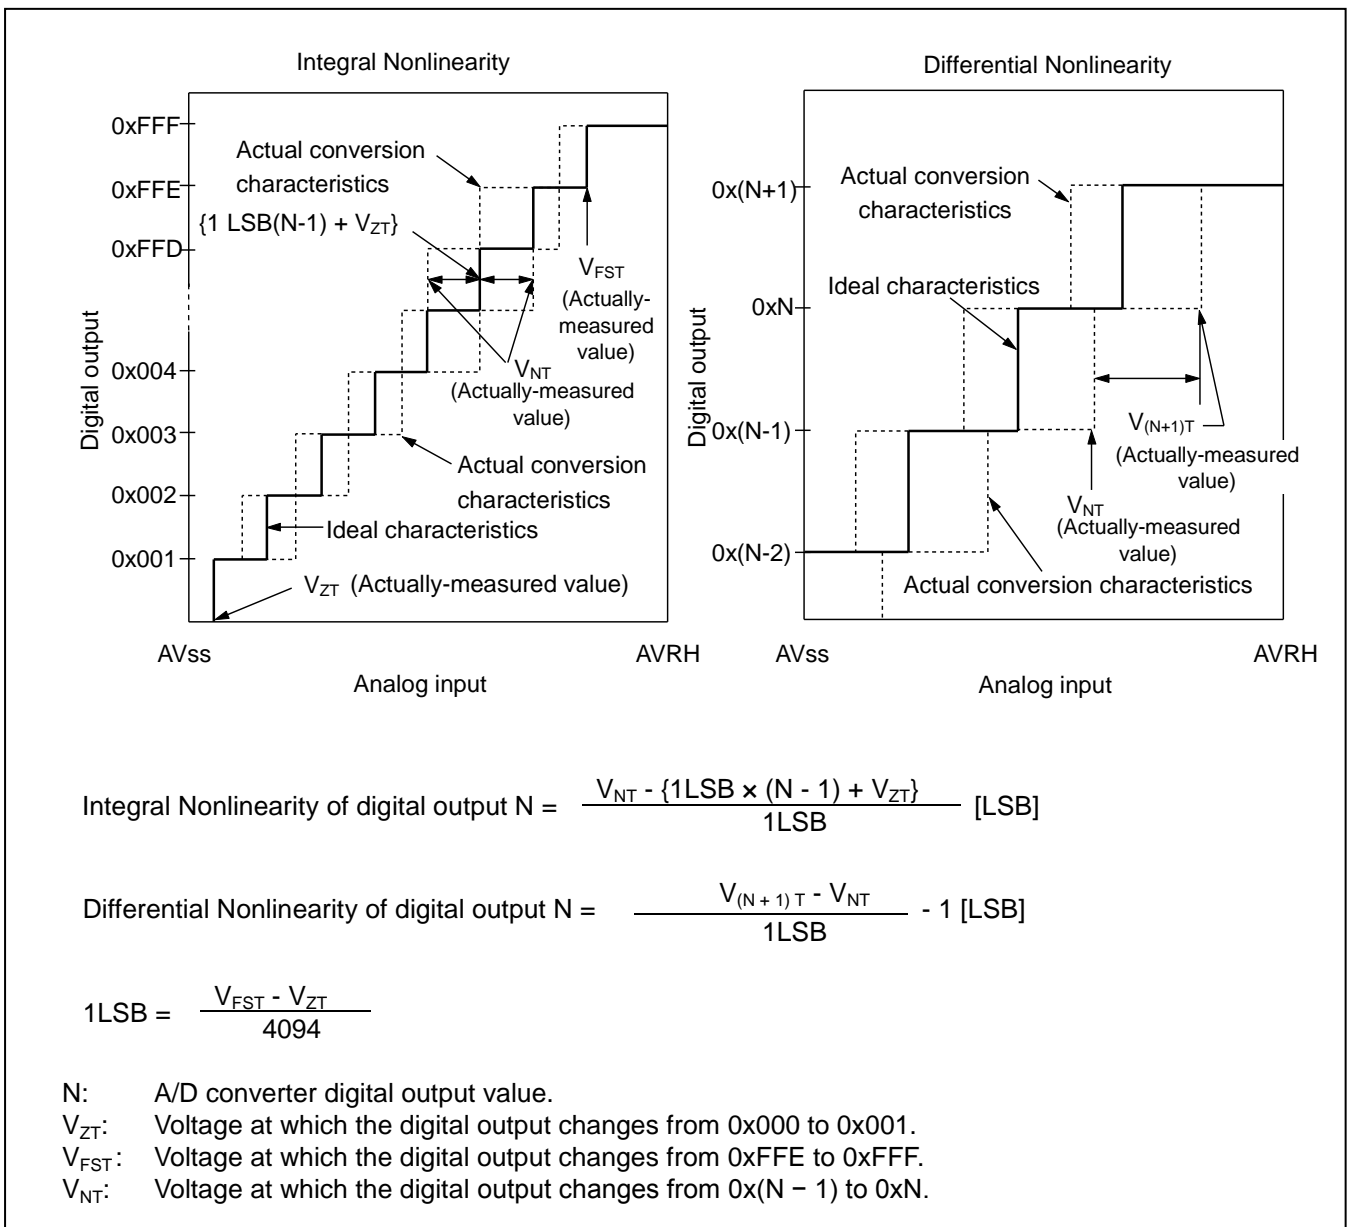 Integral Nonlinearity
0xFFF
0xFFE
0xFFD
0x004
0x003
0x002
0x001
Digital output
Actual conversion
characteristics
{1 LSB(N-1) + VZT}
VFST
(Actually-
measured
value)
VNT
(Actually-measured
value)
Actual conversion
characteristics
Ideal characteristics
VZT (Actually-measured value)
AVss
AVRH
Analog input
Differential Nonlinearity
0x(N+1)
0xN
0x(N-1)
0x(N-2)
Digital output
Actual conversion
characteristics
Ideal characteristics
V(N+1)T
(Actually-measured
value)
VNT
(Actually-measured
value)
Actual conversion characteristics
AVss
AVRH
Analog input
Integral Nonlinearity of digital output N = VNT - {1LSB × (N - 1) + VZT} / 1LSB [LSB]
Differential Nonlinearity of digital output N = V(N + 1) T - VNT / 1LSB - 1 [LSB]
1LSB = VFST - VZT / 4094
N: A/D converter digital output value.
VZT: Voltage at which the digital output changes from 0x000 to 0x001.
VFST: Voltage at which the digital output changes from 0xFFE to 0xFFF.
VNT: Voltage at which the digital output changes from 0x(N − 1) to 0xN.